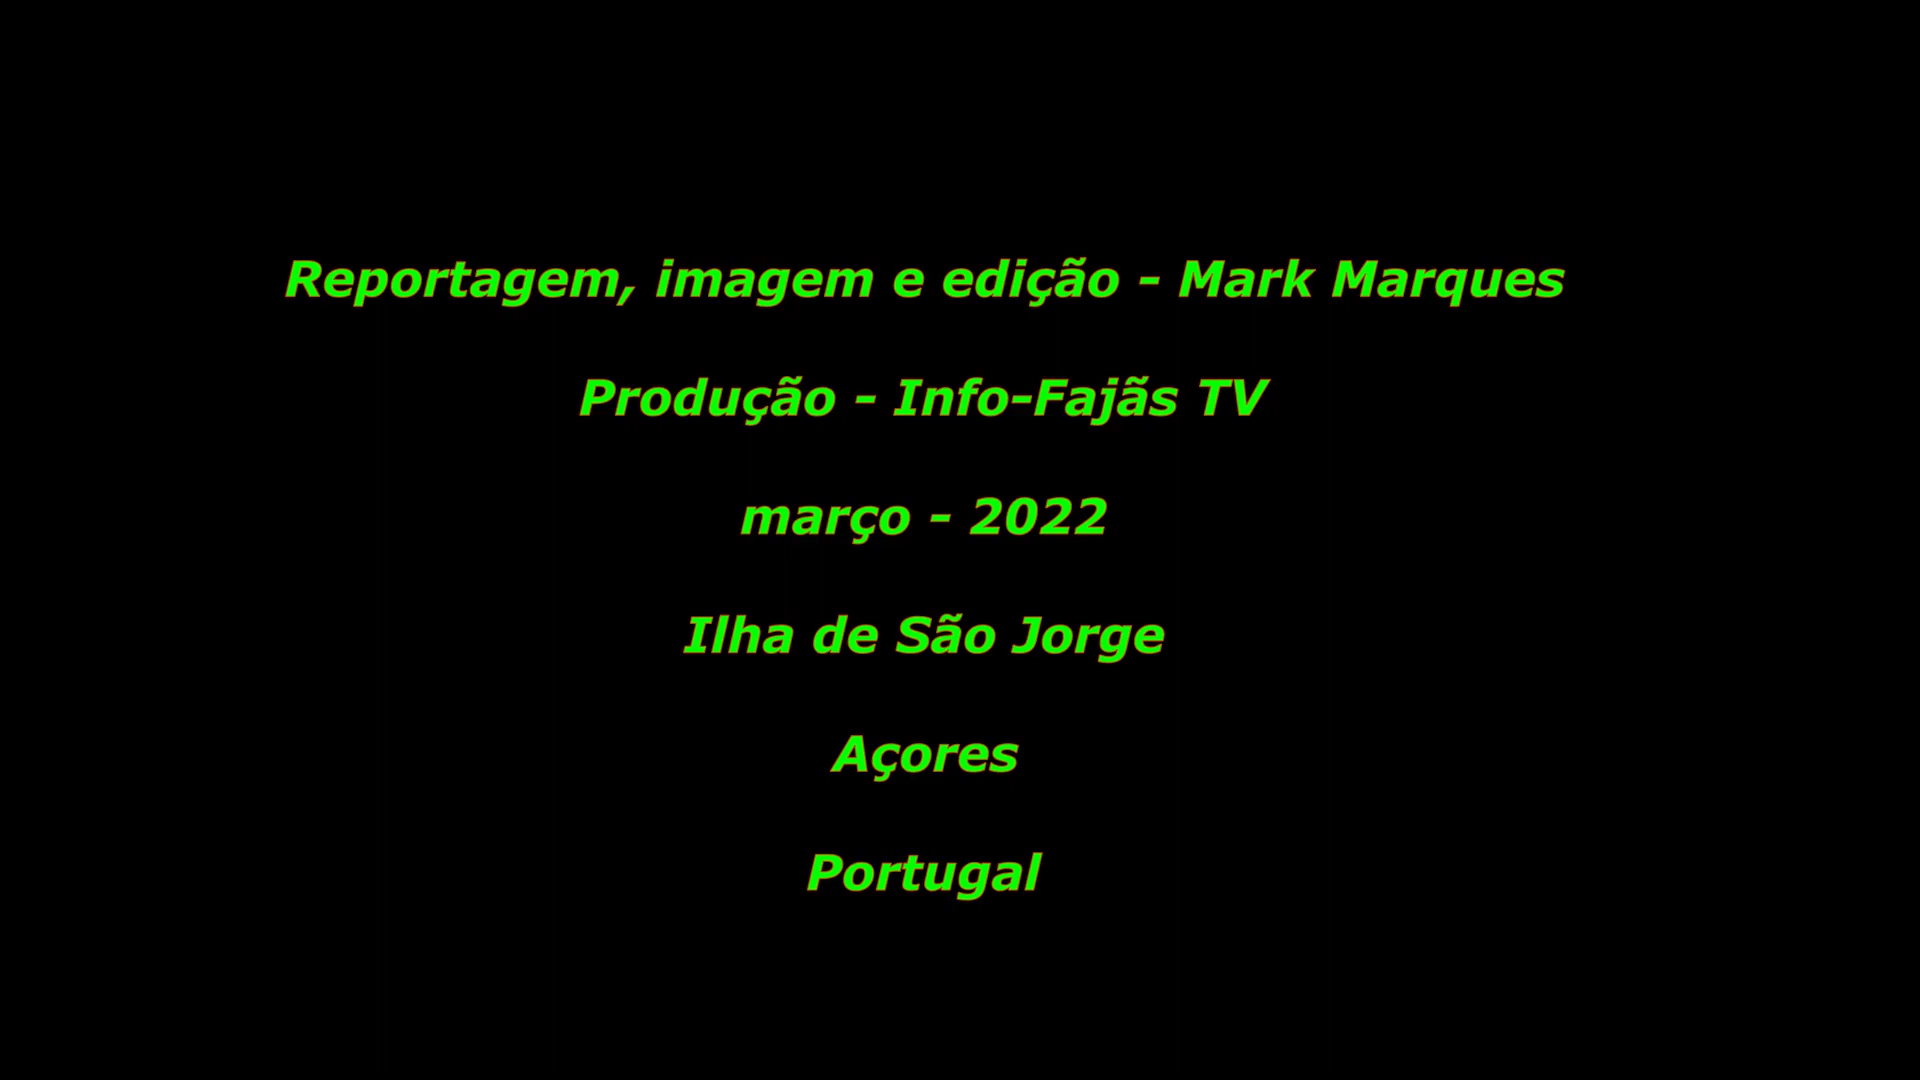 Reportagem, imagem e edição - Mark Marques
Produção - Info-Fajãs TV
março - 2022
Ilha de São Jorge
Açores
Portugal